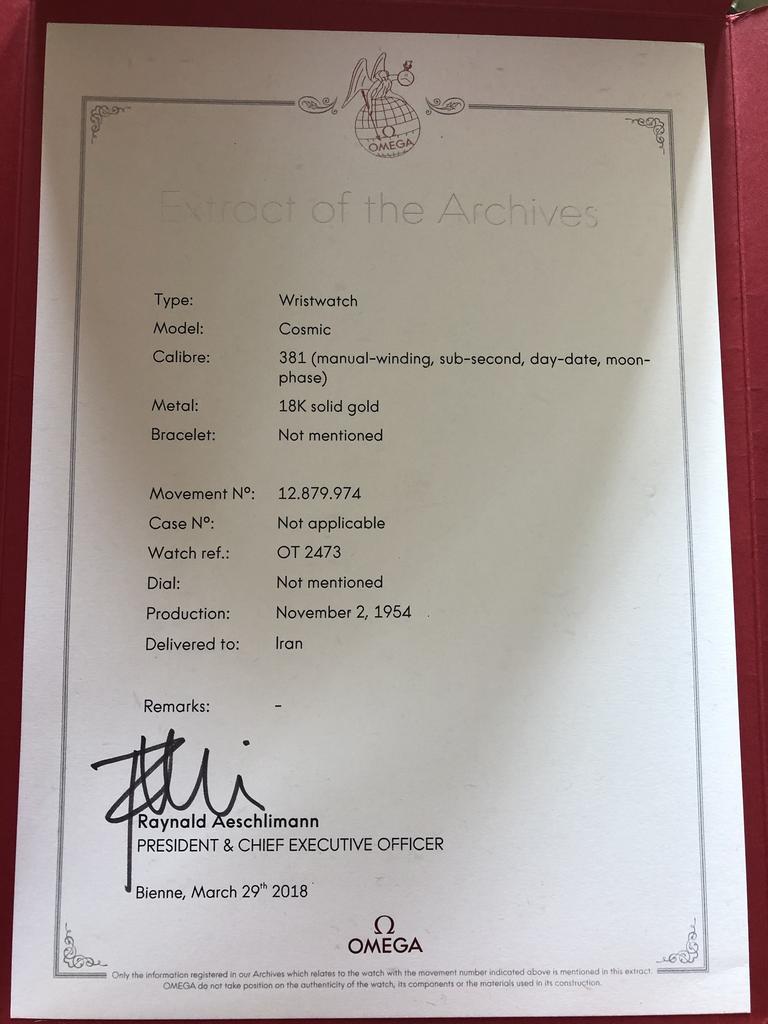 Ω
OMEGA
Extract of the Archives
Type: Wristwatch
Model: Cosmic
Calibre: 381 (manual-winding, sub-second, day-date, moon-
phase)
Metal: 18K solid gold
Bracelet: Not mentioned
Movement Nº: 12.879.974
Case Nº: Not applicable
Watch ref.: OT 2473
Dial: Not mentioned
Production: November 2, 1954
Delivered to: Iran
Remarks: -
Raynald Aeschlimann
PRESIDENT & CHIEF EXECUTIVE OFFICER
Bienne, March 29th 2018
Ω
OMEGA
Only the information registered in our Archives which relates to the watch with the movement number indicated above is mentioned in this extract.
OMEGA do not take position on the authenticity of the watch, its components or the materials used in its construction.